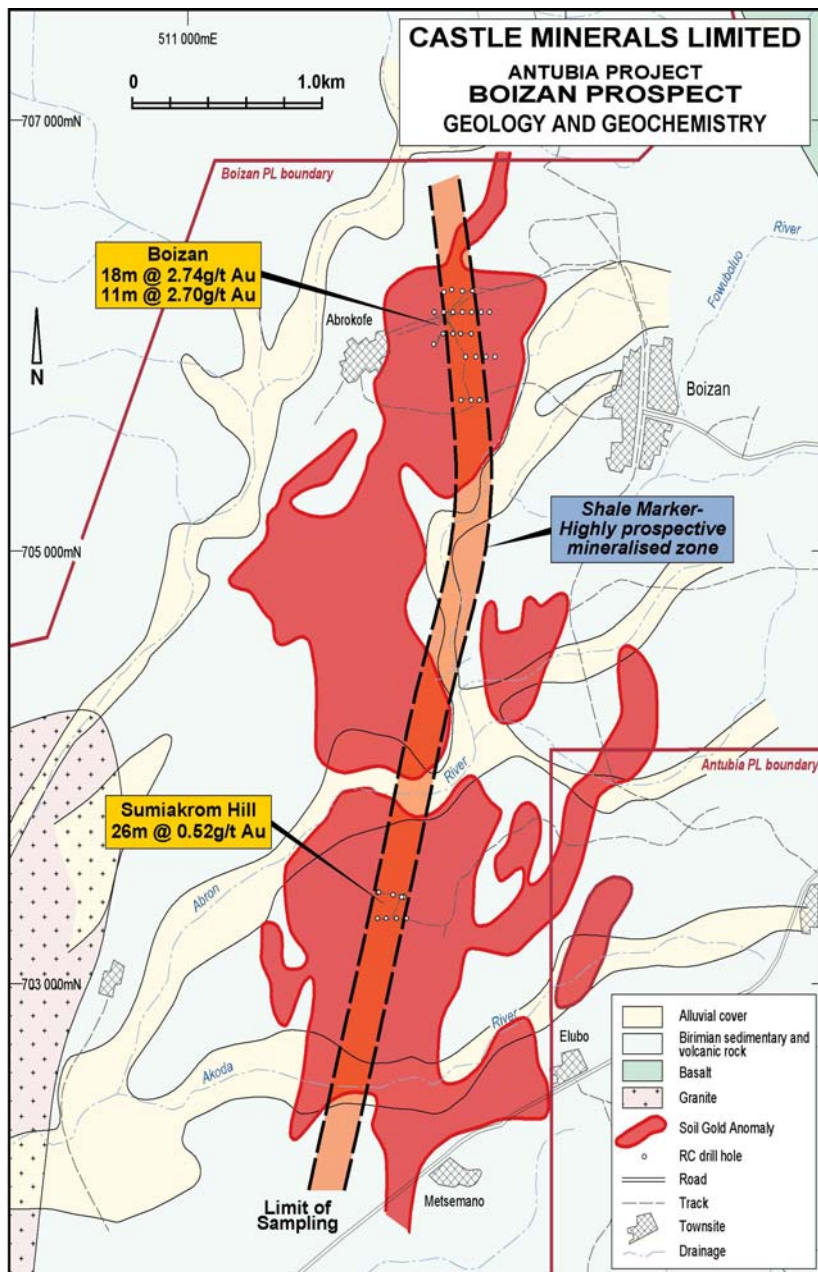 CASTLE MINERALS LIMITED
ANTUBIA PROJECT
BOIZAN PROSPECT
GEOLOGY AND GEOCHEMISTRY
511 000mE
0 1.0km
707 000mN
Boizan PL boundary
River
Fowuboluo
Boizan
18m @ 2.74g/t Au
11m @ 2.70g/t Au
Abrokofe
N
Boizan
Shale Marker-
Highly prospective
mineralised zone
705 000mN
River
Antubia PL boundary
Sumiakrom Hill
26m @ 0.52g/t Au
Abron
703 000mN
River
Akoda
Elubo
Metsemano
Limit of
Sampling
Alluvial cover
Birimian sedimentary and
volcanic rock
Basalt
Granite
Soil Gold Anomaly
RC drill hole
Road
Track
Townsite
Drainage